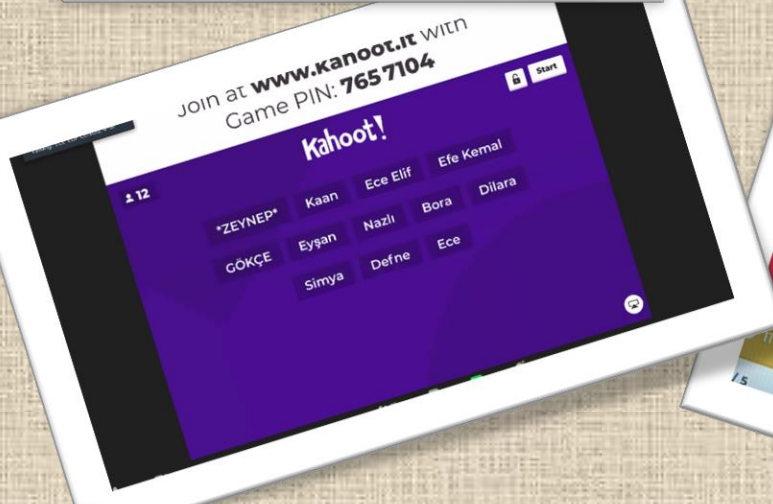 Join at www.kahoot.it with
Game PIN: 765 7104
Start
Kahoot!
12
*ZEYNEP* Kaan Ece Elif Efe Kemal
GÖKÇE Eyşan Nazlı Bora Dilara
Simya Defne Ece
/ 5